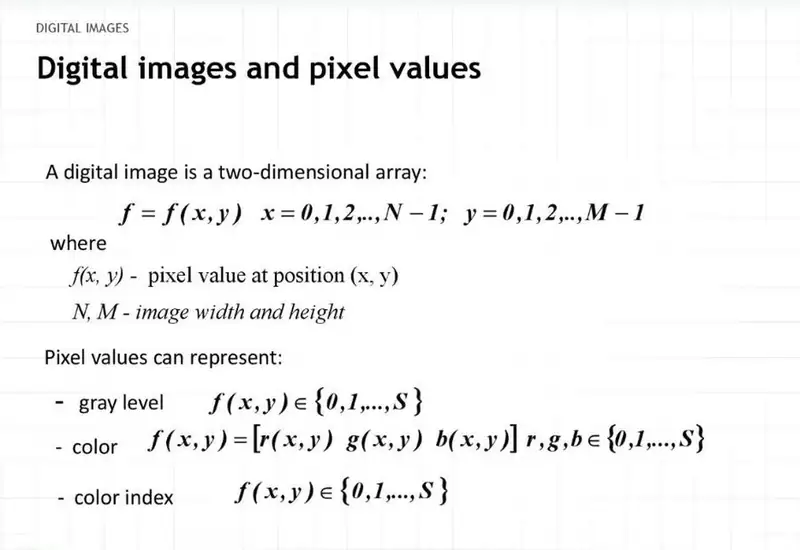 DIGITAL IMAGES
Digital images and pixel values
A digital image is a two-dimensional array:
f = f(x,y) x = 0,1,2,..,N − 1; y = 0,1,2,..,M − 1
where
f(x, y) - pixel value at position (x, y)
N, M - image width and height
Pixel values can represent:
- gray level f(x,y) ∈ {0,1,...,S}
- color f(x,y) = [r(x,y) g(x,y) b(x,y)] r,g,b ∈ {0,1,...,S}
- color index f(x,y) ∈ {0,1,...,S}